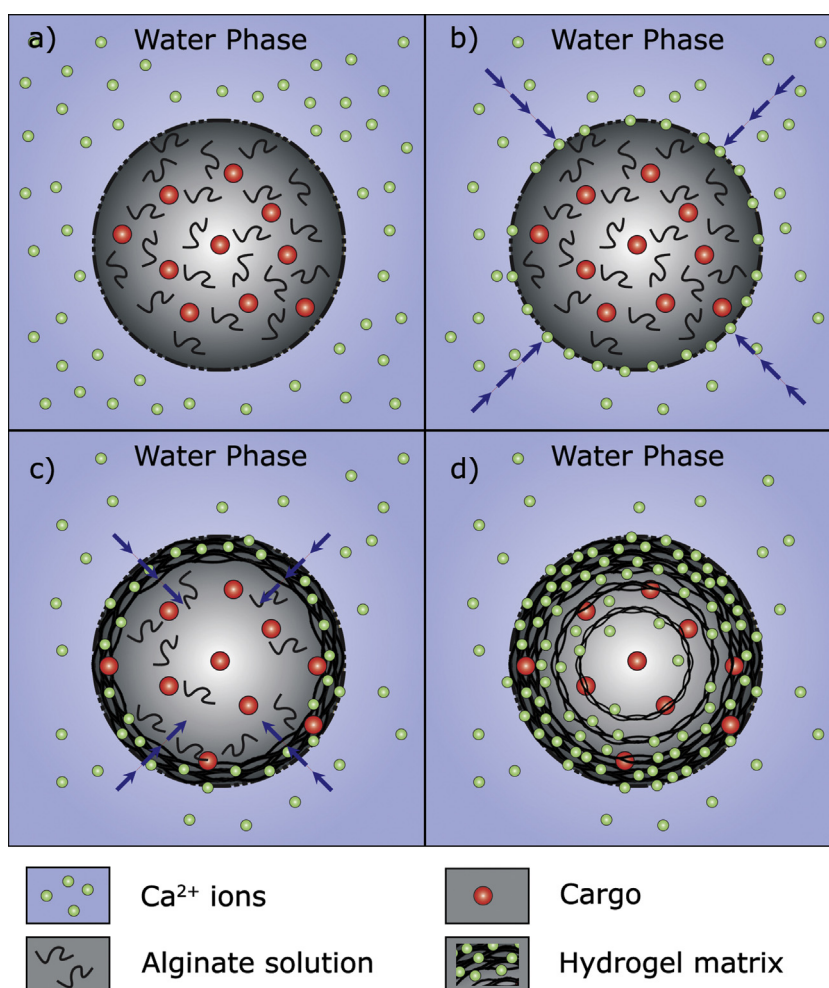 a) Water Phase
b) Water Phase
c) Water Phase
d) Water Phase
Ca²⁺ ions
Cargo
Alginate solution
Hydrogel matrix